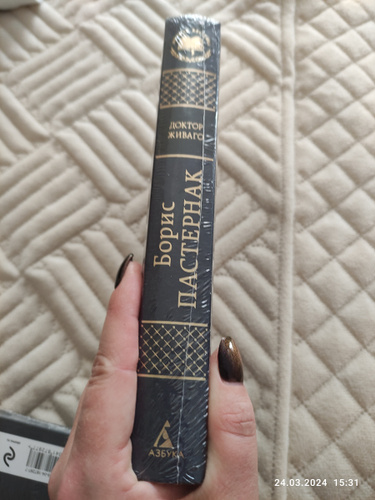 ДОКТОР
ЖИВАГО
Борис
ПАСТЕРНАК
АЗБУКА
24.03.2024 15:31